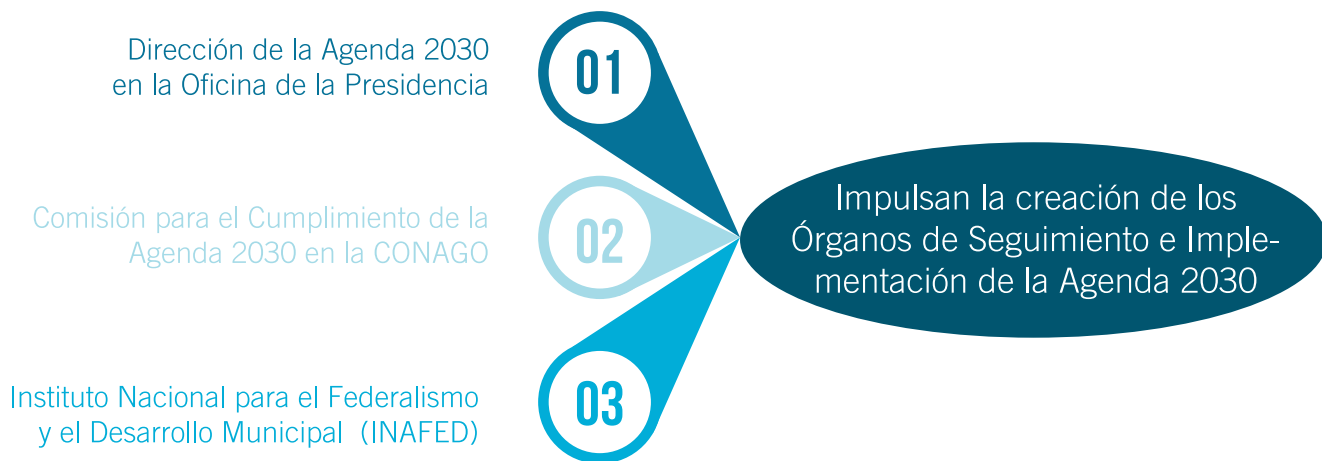 Dirección de la Agenda 2030
en la Oficina de la Presidencia
01
Comisión para el Cumplimiento de la
Agenda 2030 en la CONAGO
02
Instituto Nacional para el Federalismo
y el Desarrollo Municipal (INAFED)
03
Impulsan la creación de los
Órganos de Seguimiento e Imple-
mentación de la Agenda 2030